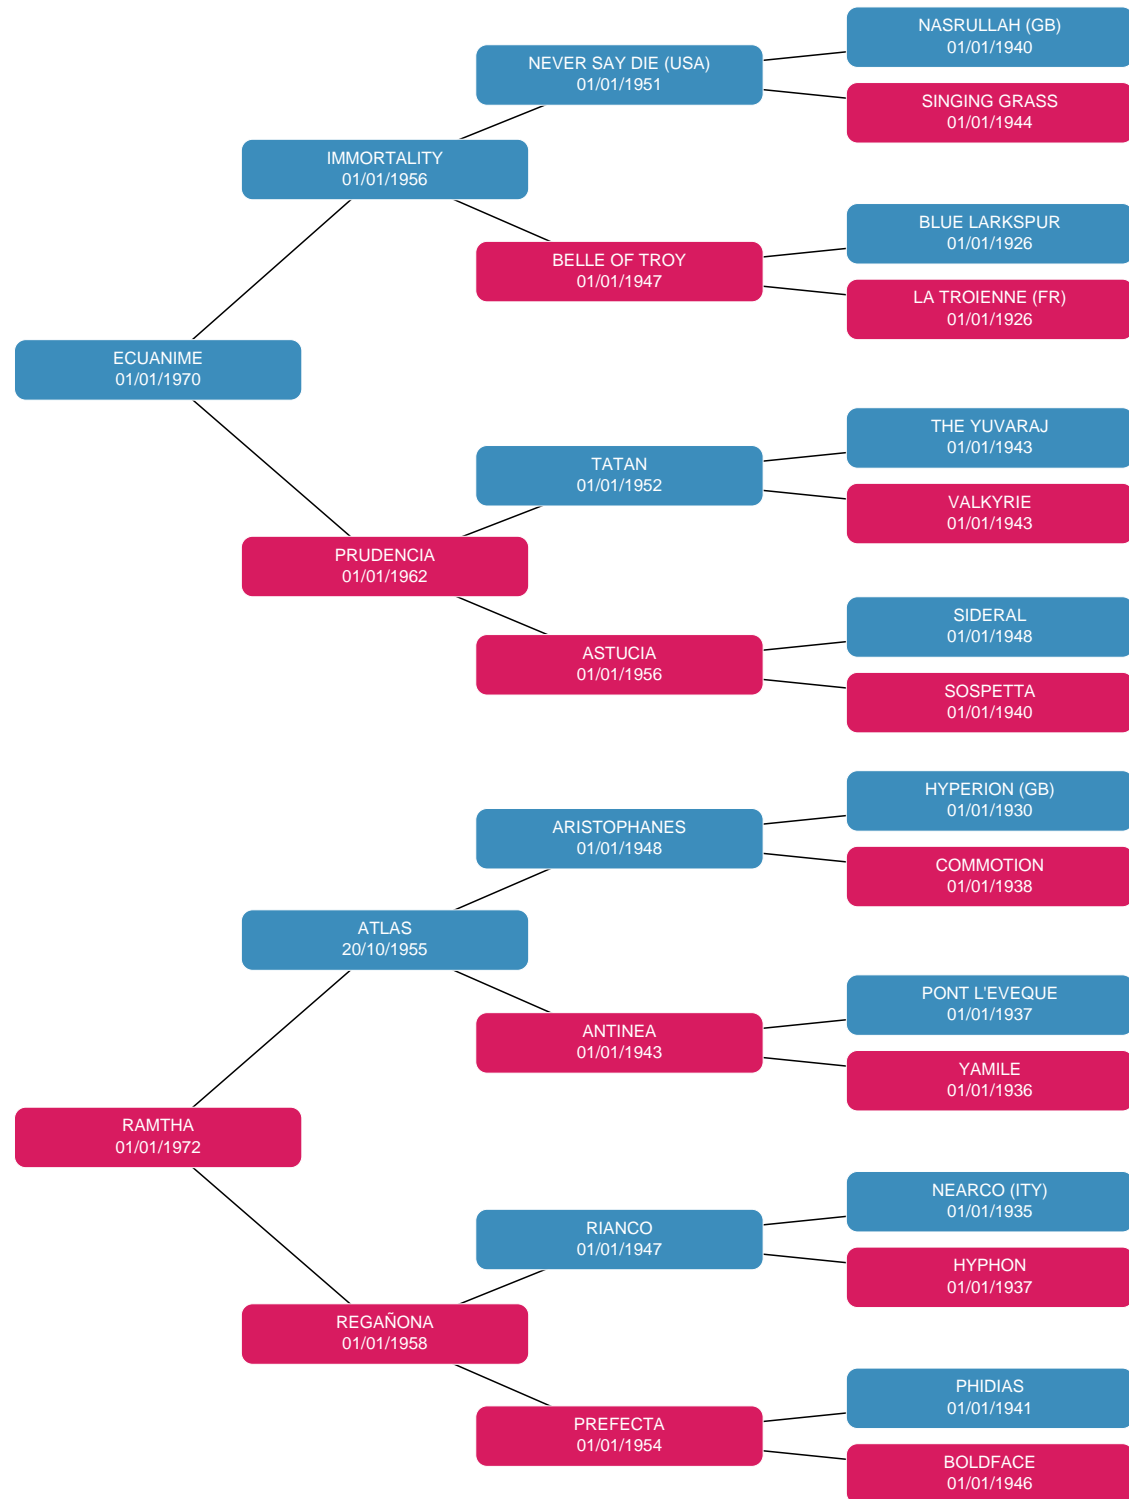 NASRULLAH (GB)
01/01/1940
NEVER SAY DIE (USA)
01/01/1951
SINGING GRASS
01/01/1944
IMMORTALITY
01/01/1956
BLUE LARKSPUR
01/01/1926
BELLE OF TROY
01/01/1947
LA TROIENNE (FR)
01/01/1926
ECUANIME
01/01/1970
THE YUVARAJ
01/01/1943
TATAN
01/01/1952
VALKYRIE
01/01/1943
PRUDENCIA
01/01/1962
SIDERAL
01/01/1948
ASTUCIA
01/01/1956
SOSPETTA
01/01/1940
HYPERION (GB)
01/01/1930
ARISTOPHANES
01/01/1948
COMMOTION
01/01/1938
ATLAS
20/10/1955
PONT L'EVEQUE
01/01/1937
ANTINEA
01/01/1943
YAMILE
01/01/1936
RAMTHA
01/01/1972
NEARCO (ITY)
01/01/1935
RIANCO
01/01/1947
HYPHON
01/01/1937
REGAÑONA
01/01/1958
PHIDIAS
01/01/1941
PREFECTA
01/01/1954
BOLDFACE
01/01/1946